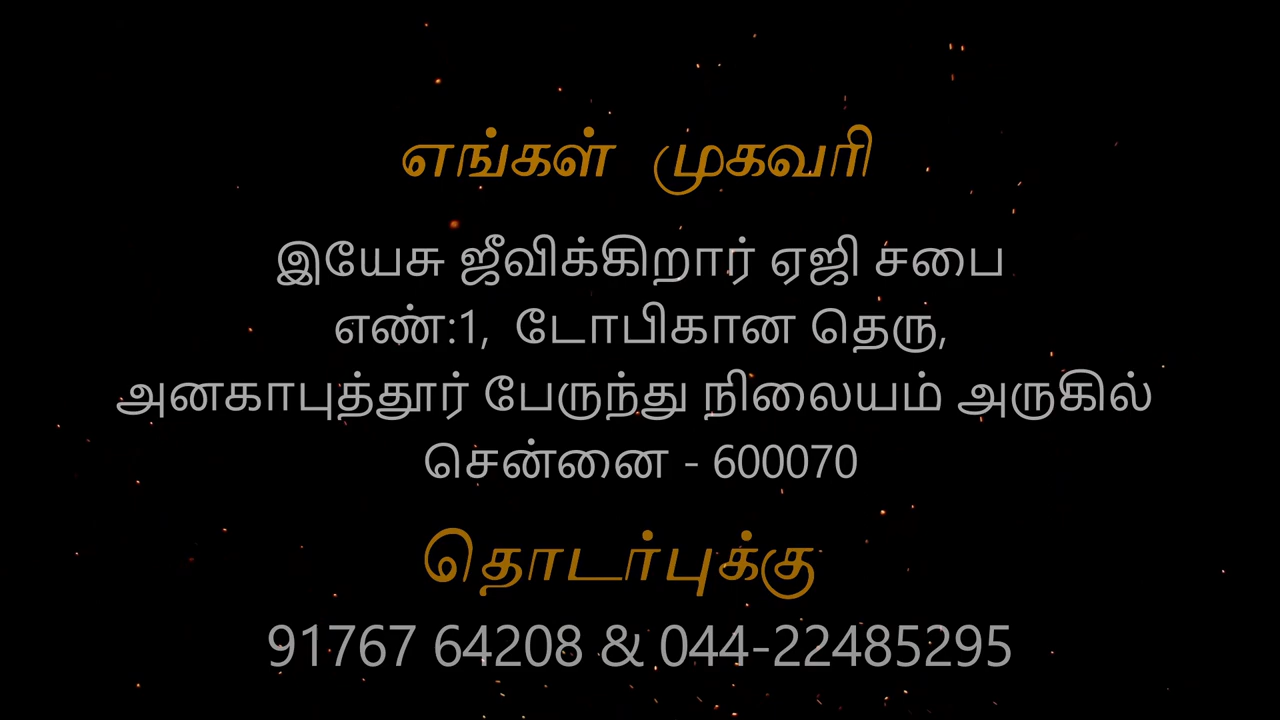 எங்கள் முகவரி
இயேசு ஜீவிக்கிறார் ஏஜி சபை
எண்:1, டோபிகான தெரு,
அனகாபுத்தூர் பேருந்து நிலையம் அருகில்
சென்னை - 600070
தொடர்புக்கு
91767 64208 & 044-22485295